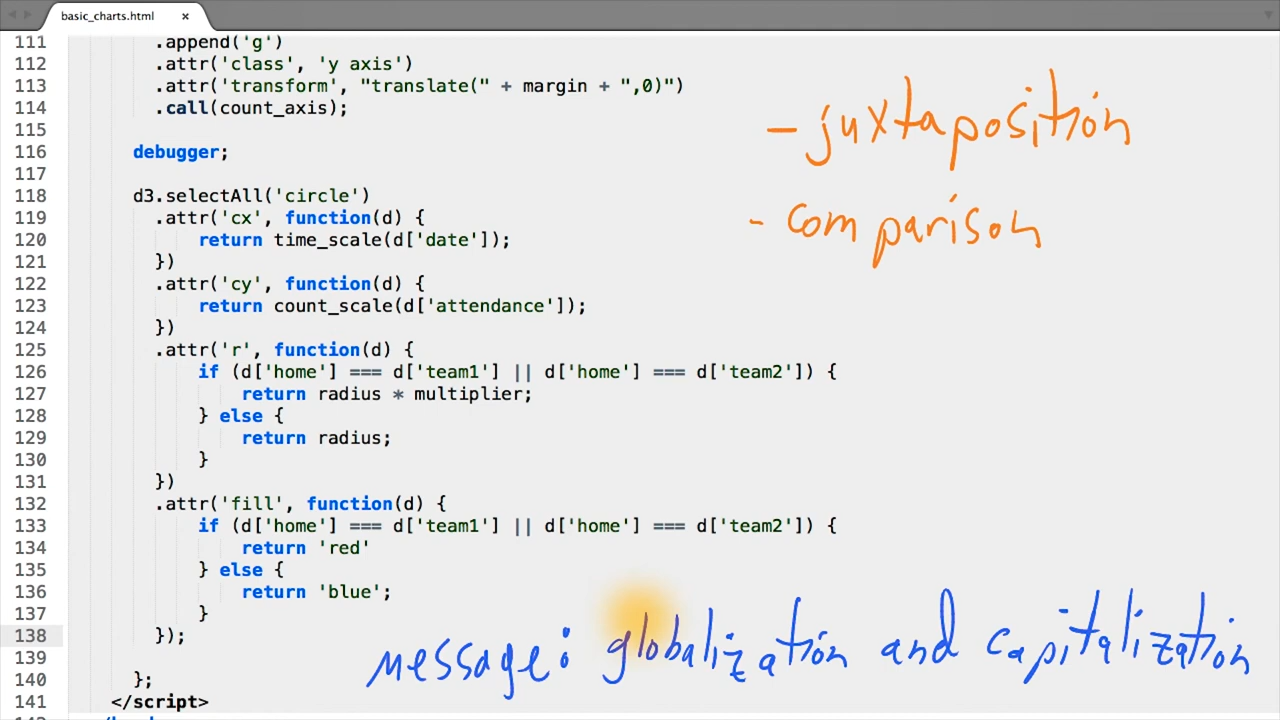 basic_charts.html ×
111 .append('g')
112 .attr('class', 'y axis')
113 .attr('transform', "translate(" + margin + ",0)")
114 .call(count_axis);
115
116 debugger;
117
118 d3.selectAll('circle')
119 .attr('cx', function(d) {
120 return time_scale(d['date']);
121 })
122 .attr('cy', function(d) {
123 return count_scale(d['attendance']);
124 })
125 .attr('r', function(d) {
126 if (d['home'] === d['team1'] || d['home'] === d['team2']) {
127 return radius * multiplier;
128 } else {
129 return radius;
130 }
131 })
132 .attr('fill', function(d) {
133 if (d['home'] === d['team1'] || d['home'] === d['team2']) {
134 return 'red'
135 } else {
136 return 'blue';
137 }
138 });
139
140 };
141 </script>
- juxtaposition
- comparison
message: globalization and capitalization